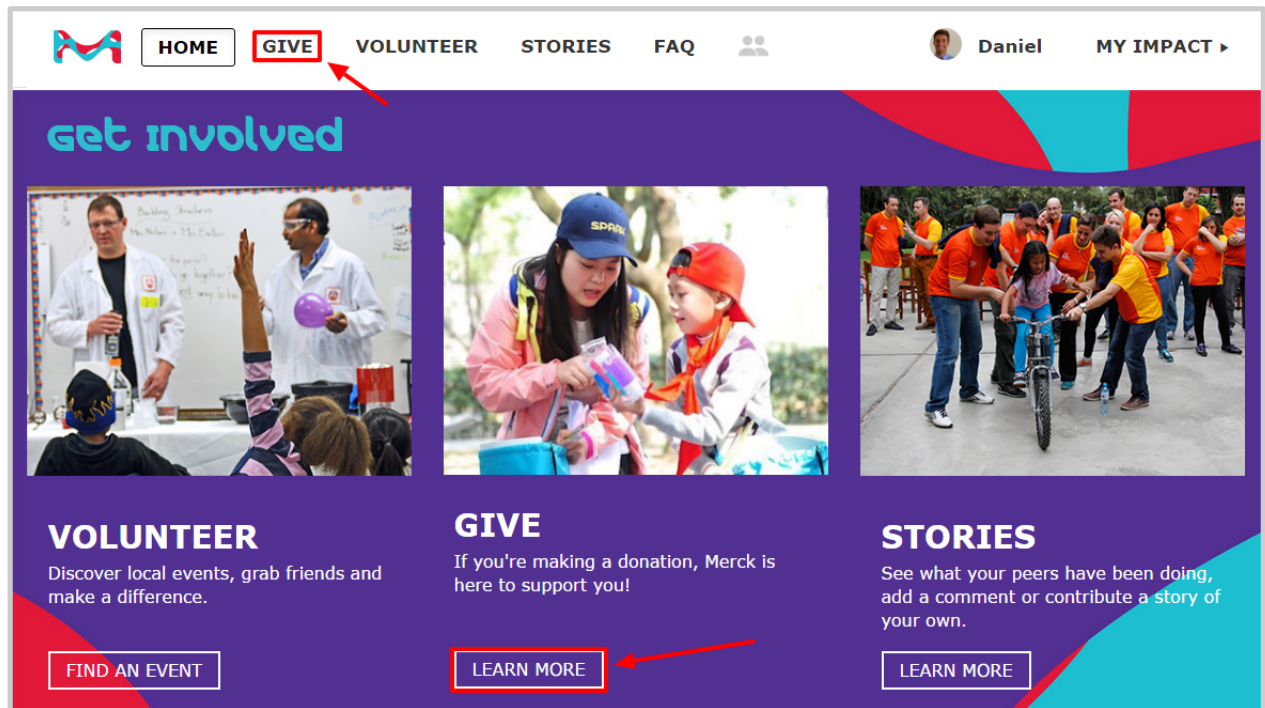 HOME GIVE VOLUNTEER STORIES FAQ Daniel MY IMPACT ▸
Get Involved
Building Structures
SPARK
VOLUNTEER
Discover local events, grab friends and
make a difference.
FIND AN EVENT
GIVE
If you're making a donation, Merck is
here to support you!
LEARN MORE
STORIES
See what your peers have been doing,
add a comment or contribute a story of
your own.
LEARN MORE